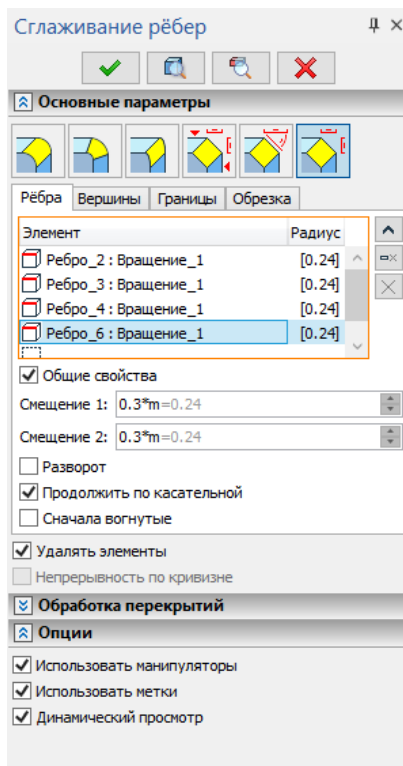 Сглаживание рёбер
Основные параметры
Рёбра Вершины Границы Обрезка
Элемент Радиус
Ребро_2 : Вращение_1 [0.24]
Ребро_3 : Вращение_1 [0.24]
Ребро_4 : Вращение_1 [0.24]
Ребро_6 : Вращение_1 [0.24]
Общие свойства
Смещение 1: 0.3*m=0.24
Смещение 2: 0.3*m=0.24
Разворот
Продолжить по касательной
Сначала вогнутые
Удалять элементы
Непрерывность по кривизне
Обработка перекрытий
Опции
Использовать манипуляторы
Использовать метки
Динамический просмотр